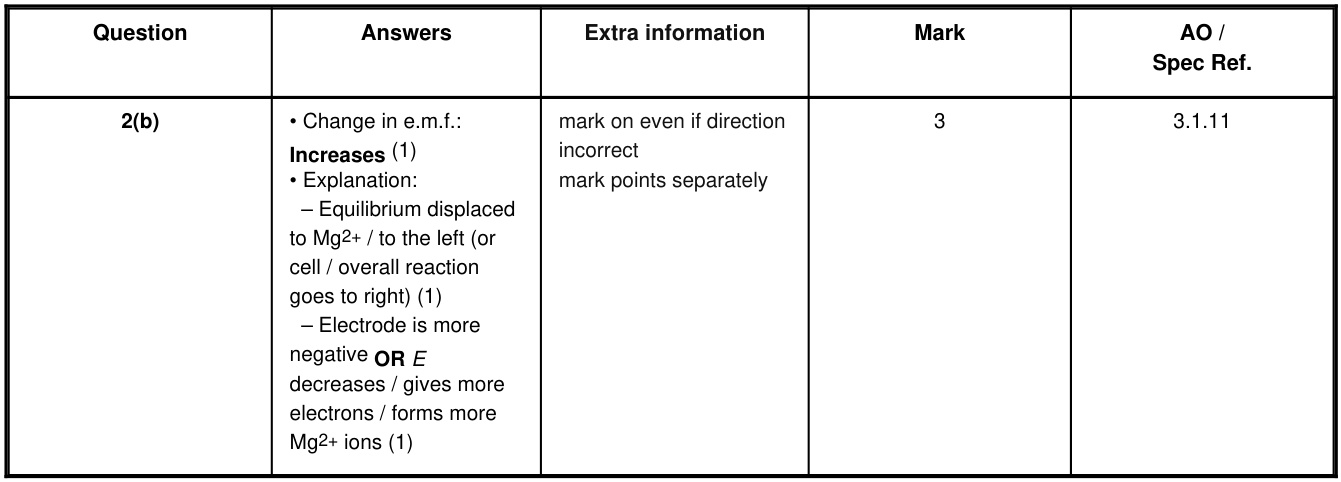 Question
Answers
Extra information
Mark
AO /
Spec Ref.
2(b)
• Change in e.m.f.:
Increases (1)
• Explanation:
– Equilibrium displaced
to Mg2+ / to the left (or
cell / overall reaction
goes to right) (1)
– Electrode is more
negative OR E
decreases / gives more
electrons / forms more
Mg2+ ions (1)
mark on even if direction
incorrect
mark points separately
3
3.1.11